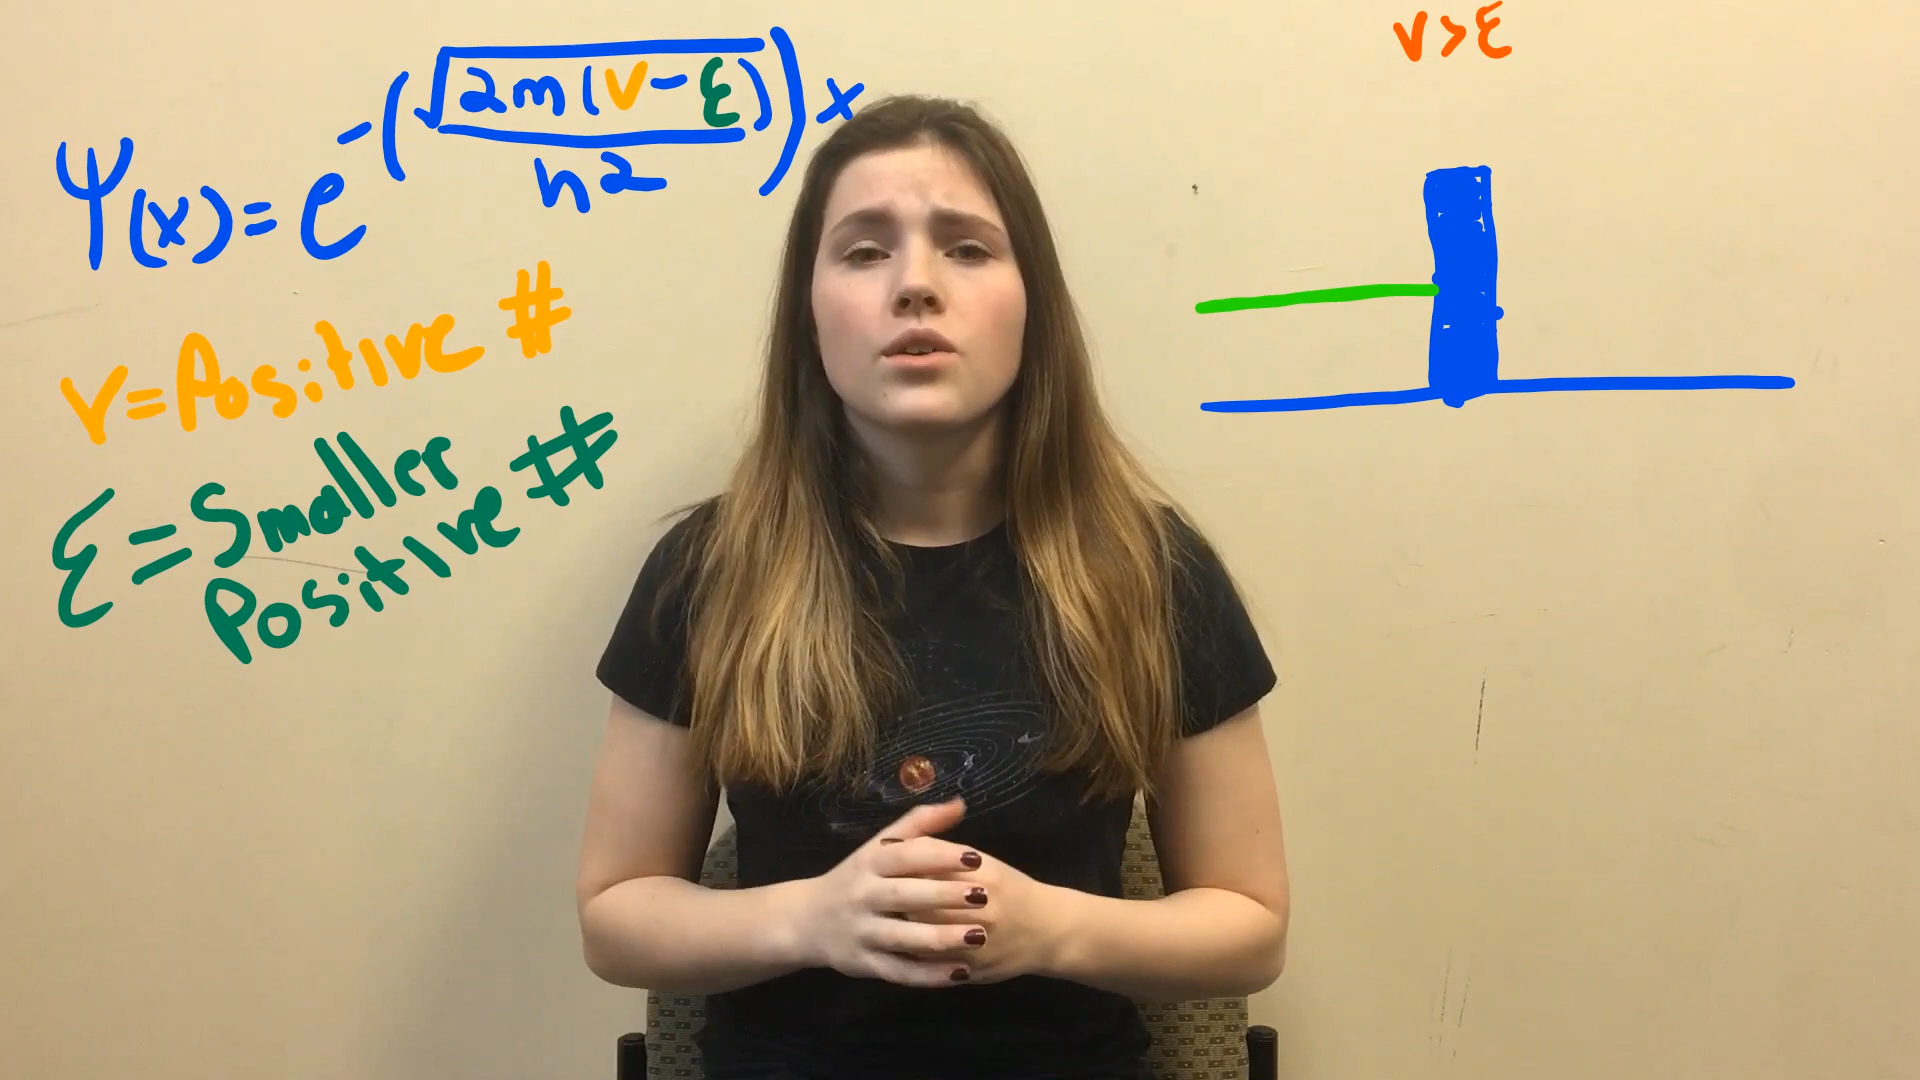 Ψ(x)=e^-(√2m(V-E)/h2)x
V=Positive #
E=Smaller
Positive #
V>E